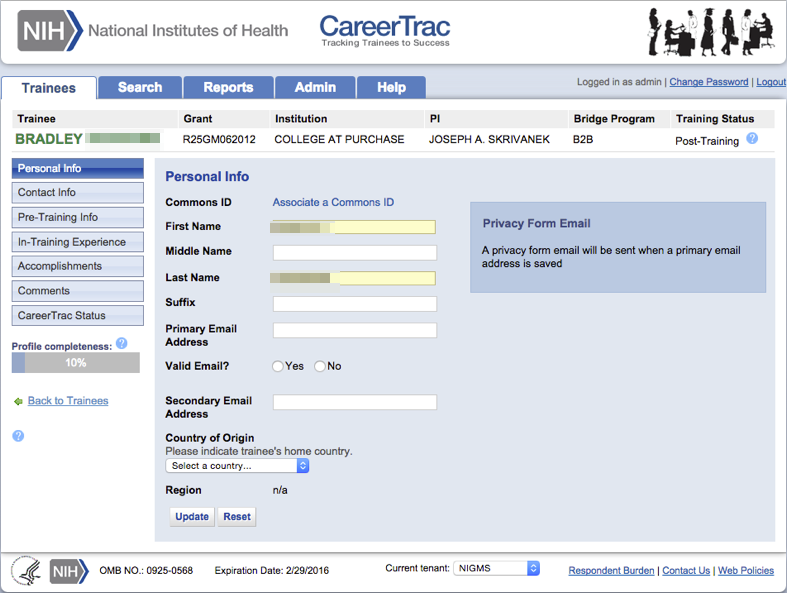 NIH National Institutes of Health
CareerTrac
Tracking Trainees to Success
Trainees Search Reports Admin Help
Logged in as admin | Change Password | Logout
Trainee Grant Institution PI Bridge Program Training Status
BRADLEY R25GM062012 COLLEGE AT PURCHASE JOSEPH A. SKRIVANEK B2B Post-Training ?
Personal Info
Contact Info
Pre-Training Info
In-Training Experience
Accomplishments
Comments
CareerTrac Status
Profile completeness: ?
10%
Back to Trainees
?
Personal Info
Commons ID Associate a Commons ID
First Name
Middle Name
Last Name
Suffix
Primary Email
Address
Valid Email? Yes No
Secondary Email
Address
Country of Origin
Please indicate trainee's home country.
Select a country...
Region n/a
Update Reset
Privacy Form Email
A privacy form email will be sent when a primary email
address is saved
NIH OMB NO.: 0925-0568 Expiration Date: 2/29/2016 Current tenant: NIGMS Respondent Burden | Contact Us | Web Policies